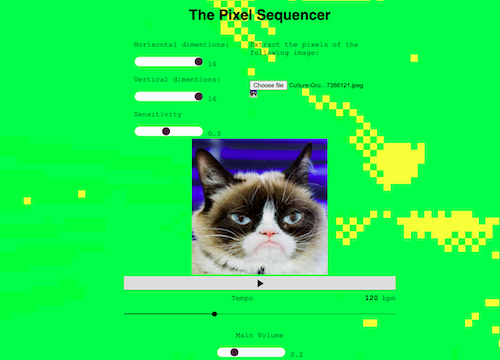 The Pixel Sequencer
Horisontal dimentions:
16
Vertical dimentions:
16
Sensitivity
0.3
Extract the pixels of the
following image:
Choose file Culture-Gru...7386121.jpeg
Tempo 120 bpm
Main Volume
0.2